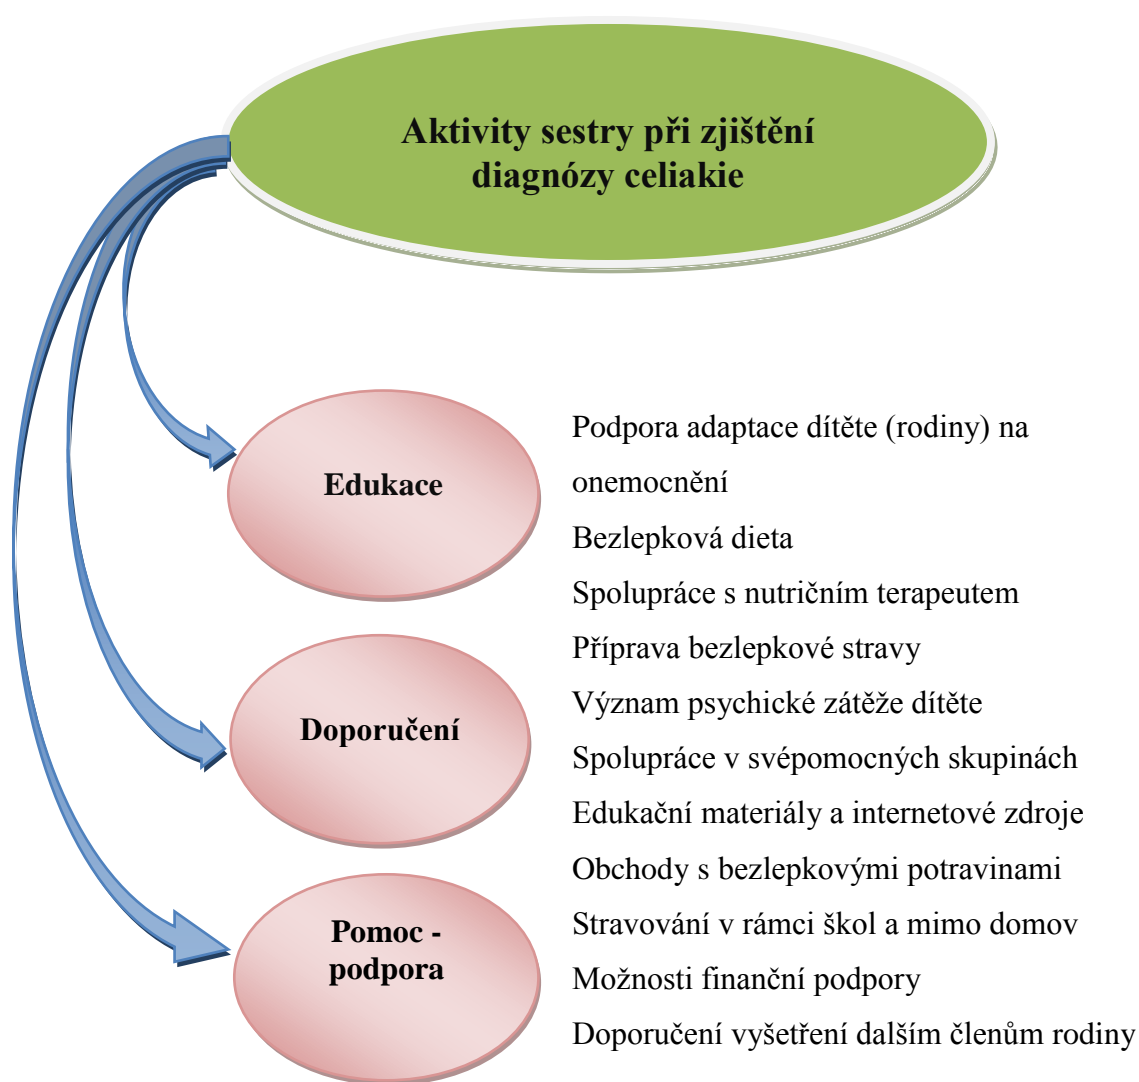 Aktivity sestry při zjištění
diagnózy celiakie
Edukace
Doporučení
Pomoc -
podpora
Podpora adaptace dítěte (rodiny) na
onemocnění
Bezlepková dieta
Spolupráce s nutričním terapeutem
Příprava bezlepkové stravy
Význam psychické zátěže dítěte
Spolupráce v svépomocných skupinách
Edukační materiály a internetové zdroje
Obchody s bezlepkovými potravinami
Stravování v rámci škol a mimo domov
Možnosti finanční podpory
Doporučení vyšetření dalším členům rodiny